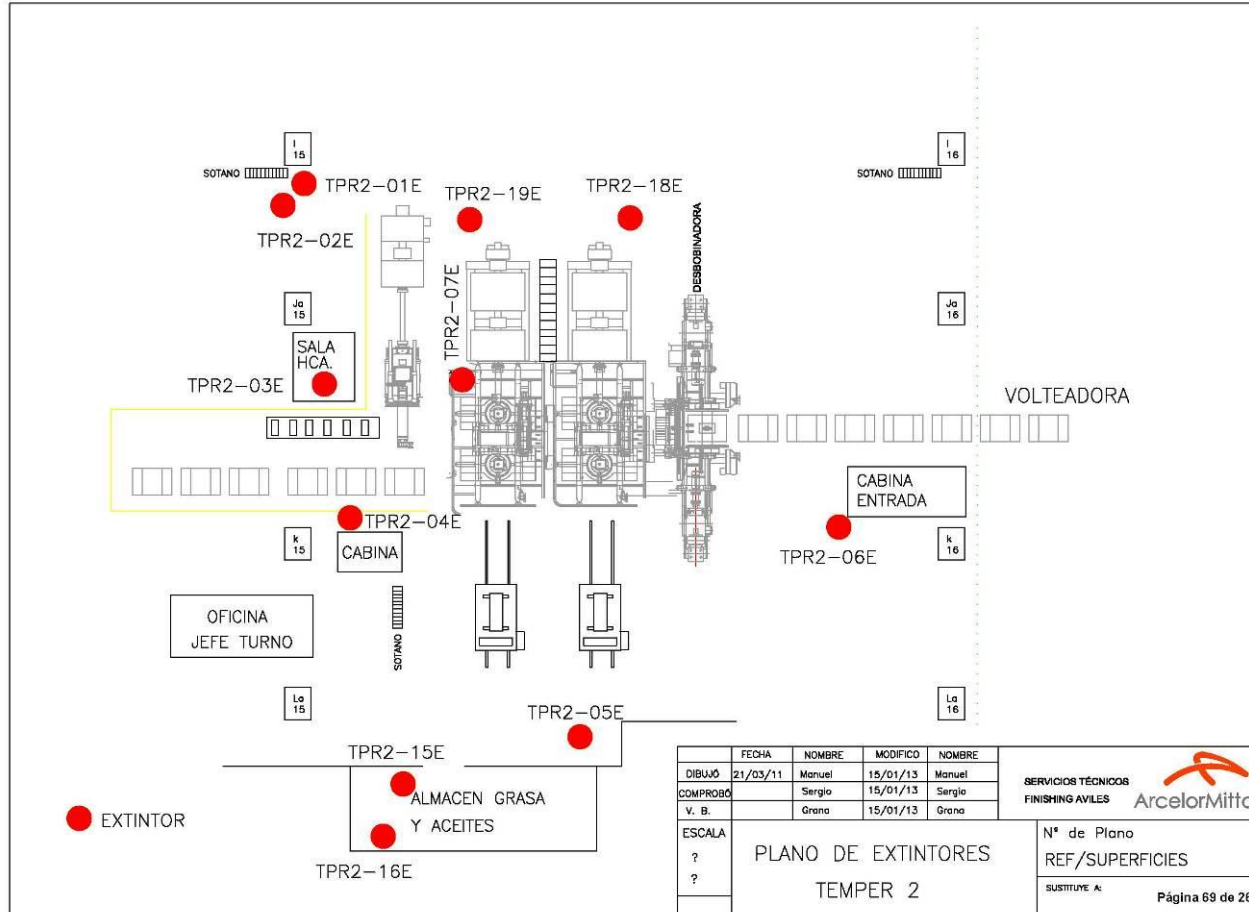 I
15
I
16
SOTANO
SOTANO
TPR2-01E
TPR2-19E
TPR2-18E
TPR2-02E
DESBOBINADORA
TPR2-07E
Ja
15
Ja
16
SALA
HCA.
TPR2-03E
VOLTEADORA
CABINA
ENTRADA
TPR2-04E
k
15
CABINA
TPR2-06E
k
16
OFICINA
JEFE TURNO
SOTANO
La
15
La
16
TPR2-05E
TPR2-15E
ALMACEN GRASA
Y ACEITES
EXTINTOR
TPR2-16E
FECHA NOMBRE MODIFICO NOMBRE
DIBUJÓ 21/03/11 Manuel 15/01/13 Manuel
COMPROBÓ Sergio 15/01/13 Sergio
V. B. Grana 15/01/13 Grana
SERVICIOS TÉCNICOS
FINISHING AVILES
ArcelorMitta
ESCALA
?
?
PLANO DE EXTINTORES
TEMPER 2
Nº de Plano
REF/SUPERFICIES
SUSTITUYE A:
Página 69 de